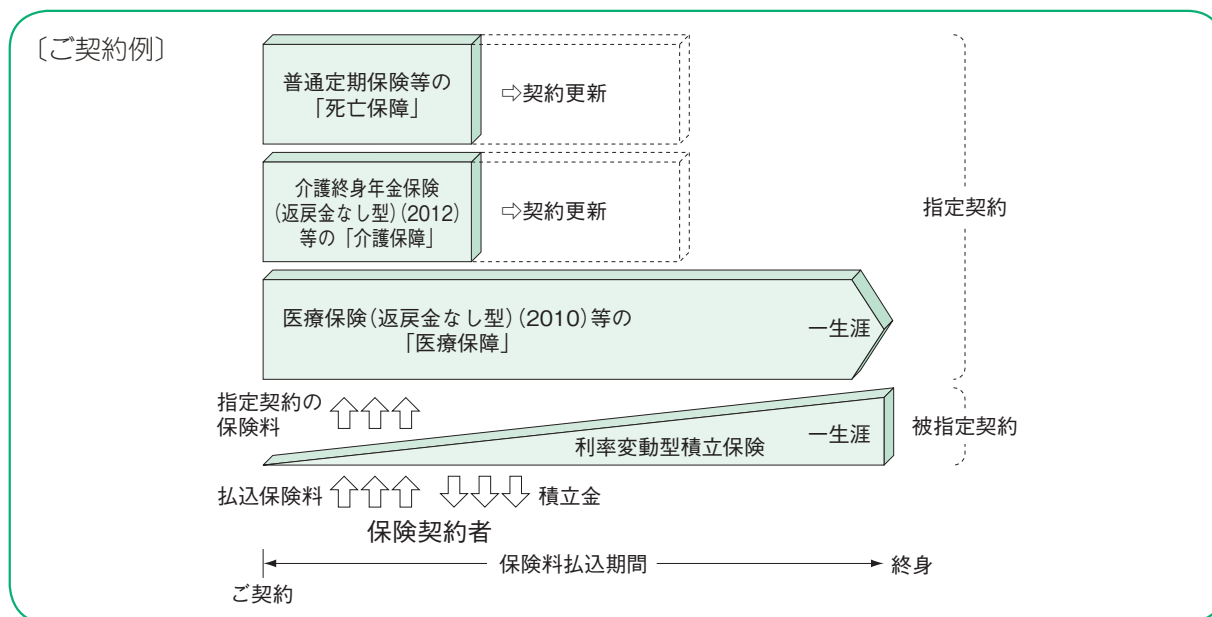 〔ご契約例〕
普通定期保険等の
「死亡保障」
⇨契約更新
介護終身年金保険
(返戻金なし型)(2012)
等の「介護保障」
⇨契約更新
指定契約
医療保険(返戻金なし型)(2010)等の
「医療保障」
一生涯
指定契約の
保険料
利率変動型積立保険
一生涯
被指定契約
払込保険料
積立金
保険契約者
保険料払込期間
終身
ご契約